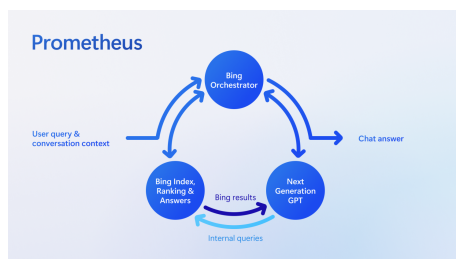 Prometheus
Bing
Orchestrator
User query &
conversation context
Chat answer
Bing Index,
Ranking &
Answers
Next
Generation
GPT
Bing results
Internal queries